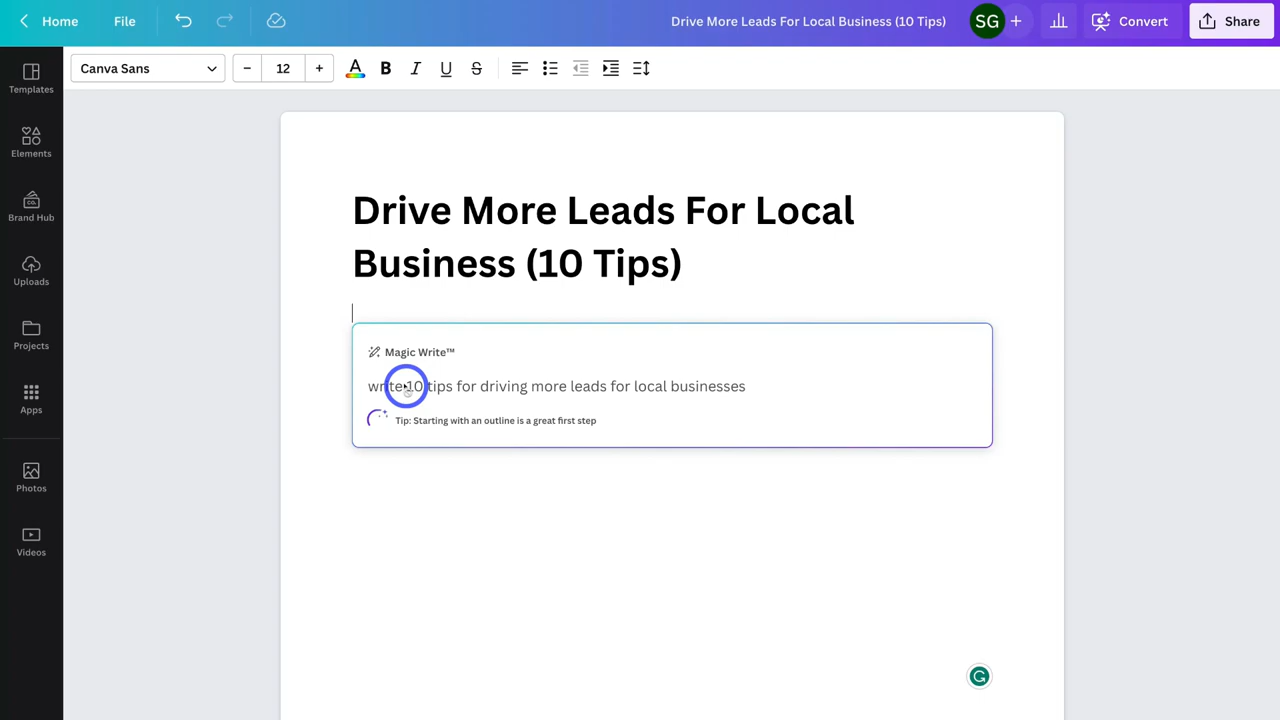 Home File Drive More Leads For Local Business (10 Tips) SG + Convert Share
Canva Sans − 12 + A B I U S
Templates
Elements
CO.
Brand Hub
Uploads
Projects
Apps
Photos
Videos
Drive More Leads For Local
Business (10 Tips)
Magic Write™
write 10 tips for driving more leads for local businesses
Tip: Starting with an outline is a great first step